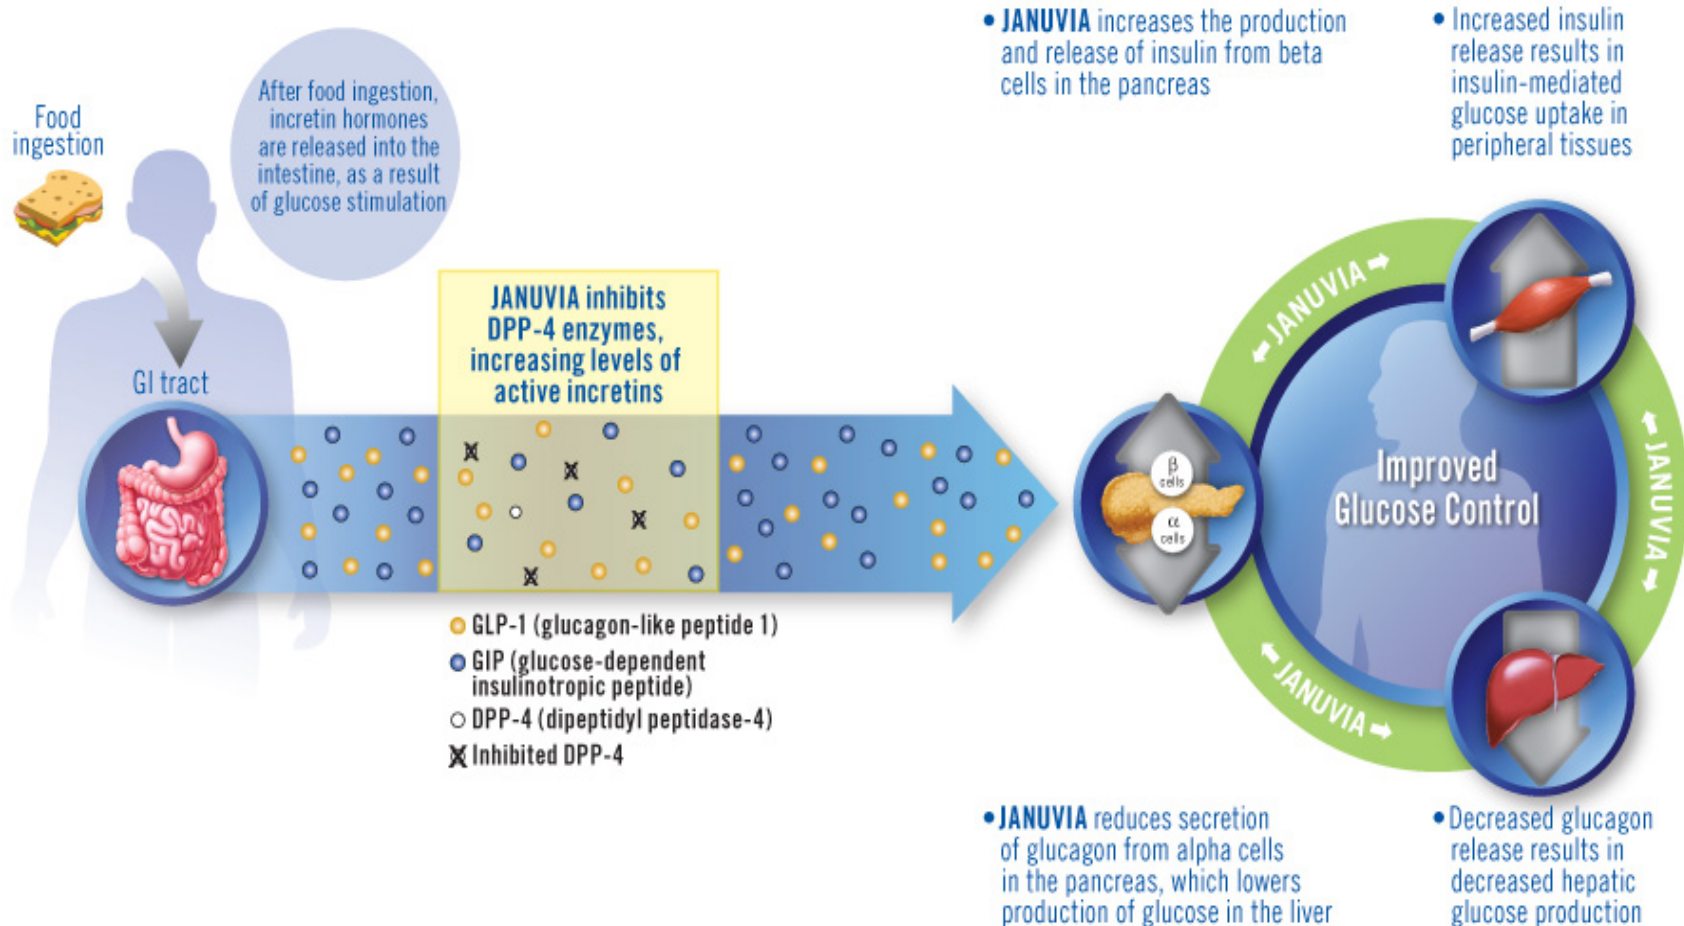 Food
ingestion
After food ingestion,
incretin hormones
are released into the
intestine, as a result
of glucose stimulation
GI tract
JANUVIA inhibits
DPP-4 enzymes,
increasing levels of
active incretins
GLP-1 (glucagon-like peptide 1)
GIP (glucose-dependent
insulinotropic peptide)
DPP-4 (dipeptidyl peptidase-4)
Inhibited DPP-4
• JANUVIA increases the production
and release of insulin from beta
cells in the pancreas
• Increased insulin
release results in
insulin-mediated
glucose uptake in
peripheral tissues
JANUVIA
JANUVIA
JANUVIA
β
cells
α
cells
Improved
Glucose Control
• JANUVIA reduces secretion
of glucagon from alpha cells
in the pancreas, which lowers
production of glucose in the liver
• Decreased glucagon
release results in
decreased hepatic
glucose production